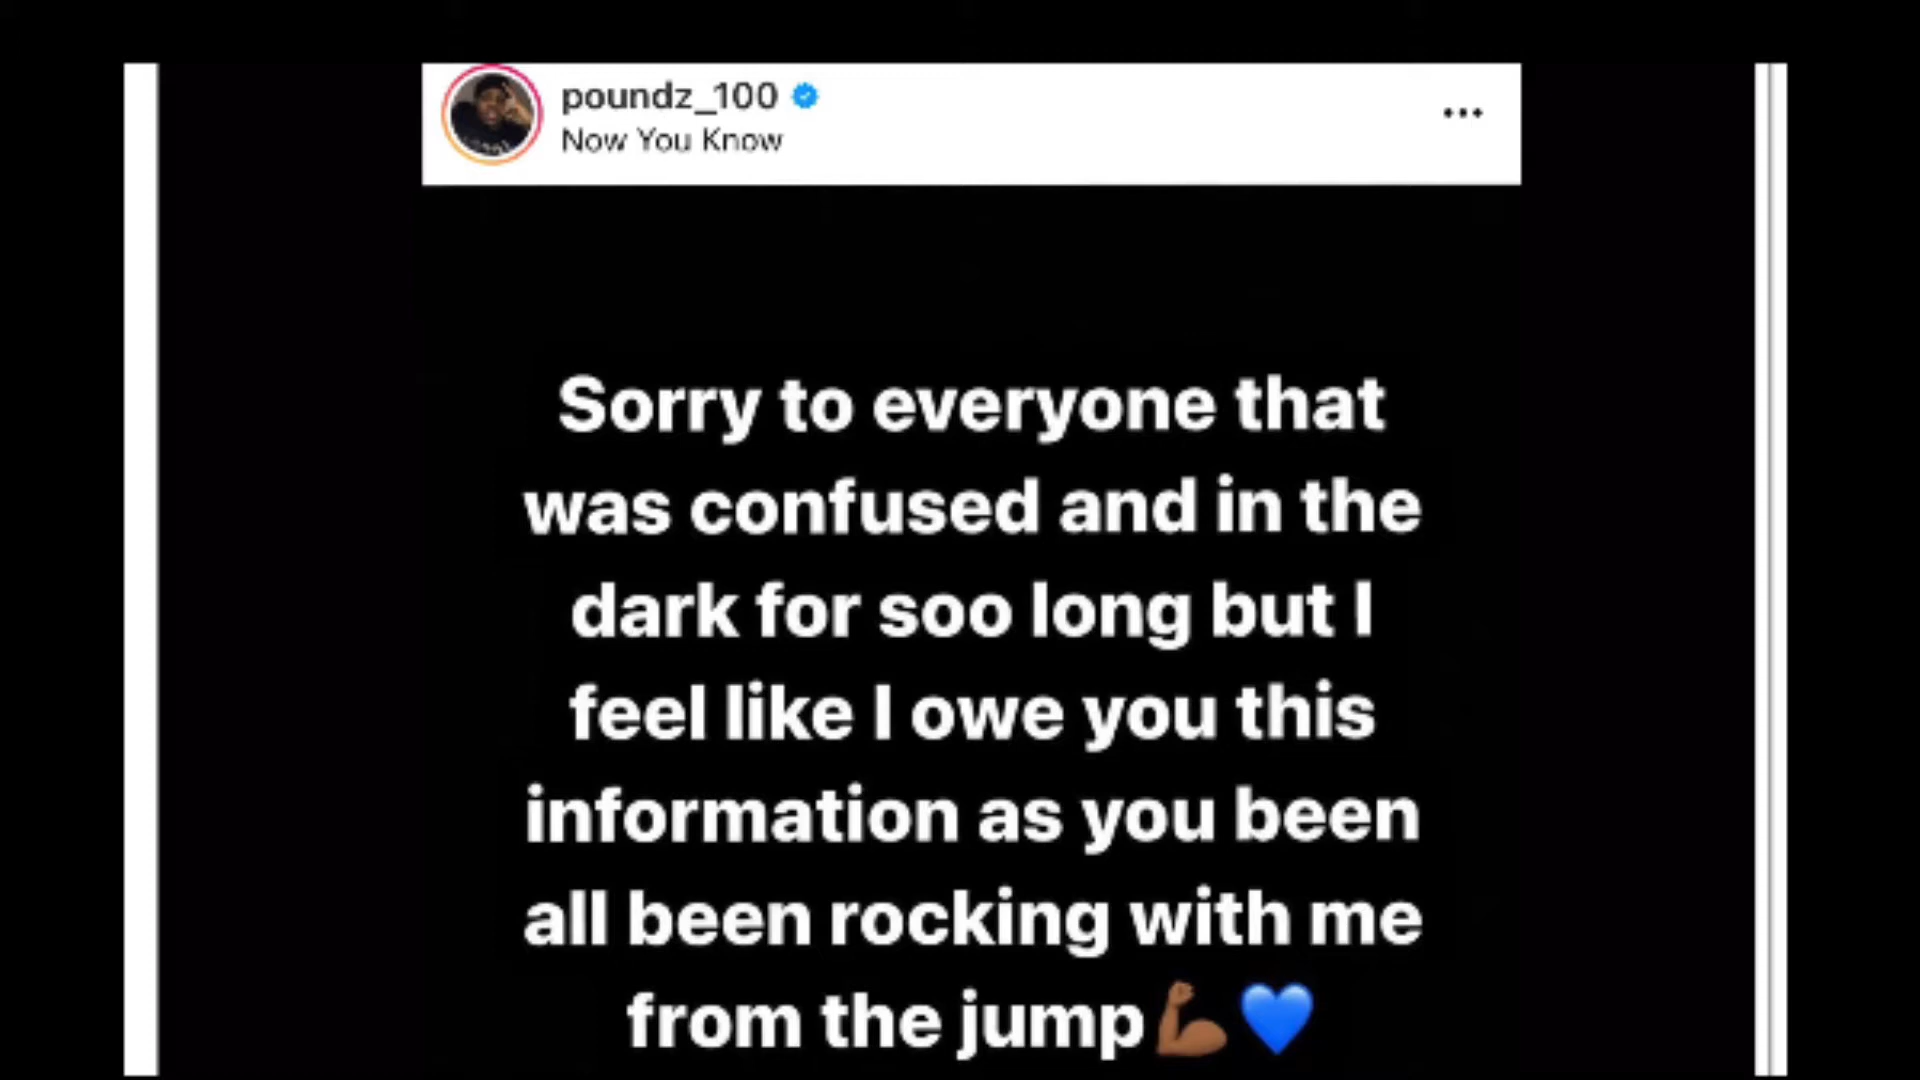 poundz_100
Now You Know
Sorry to everyone that
was confused and in the
dark for soo long but I
feel like I owe you this
information as you been
all been rocking with me
from the jump💪🏾💙